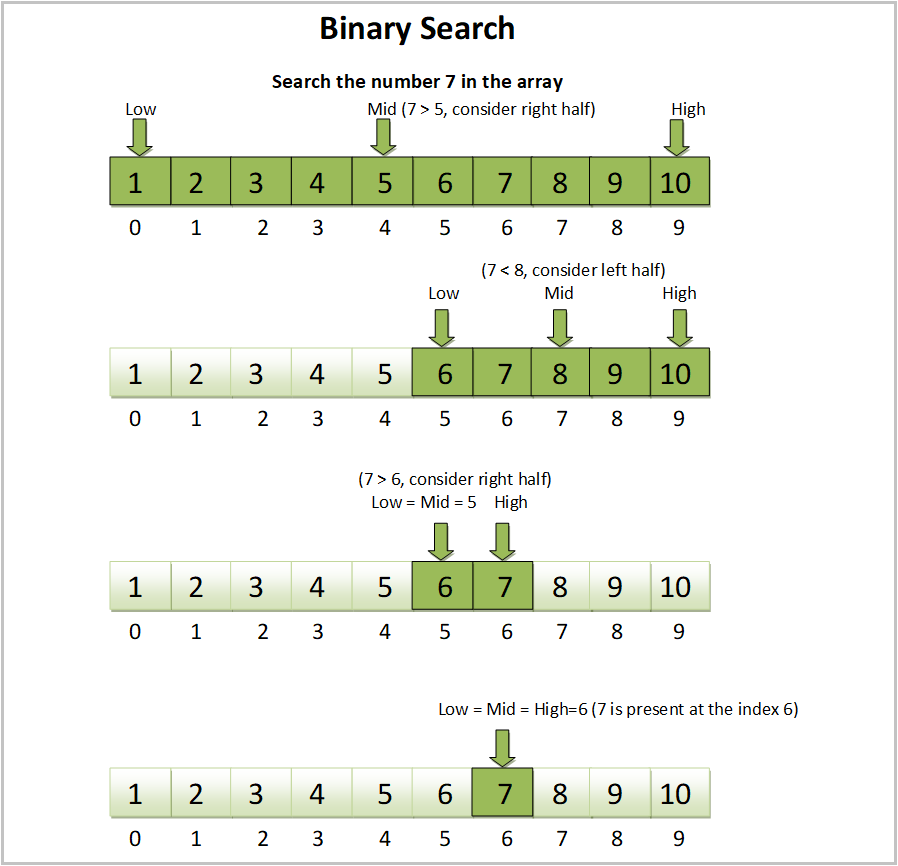 Binary Search
Search the number 7 in the array
Low Mid (7 > 5, consider right half) High
1 2 3 4 5 6 7 8 9 10
0 1 2 3 4 5 6 7 8 9
(7 < 8, consider left half)
Low Mid High
1 2 3 4 5 6 7 8 9 10
0 1 2 3 4 5 6 7 8 9
(7 > 6, consider right half)
Low = Mid = 5 High
1 2 3 4 5 6 7 8 9 10
0 1 2 3 4 5 6 7 8 9
Low = Mid = High=6 (7 is present at the index 6)
1 2 3 4 5 6 7 8 9 10
0 1 2 3 4 5 6 7 8 9